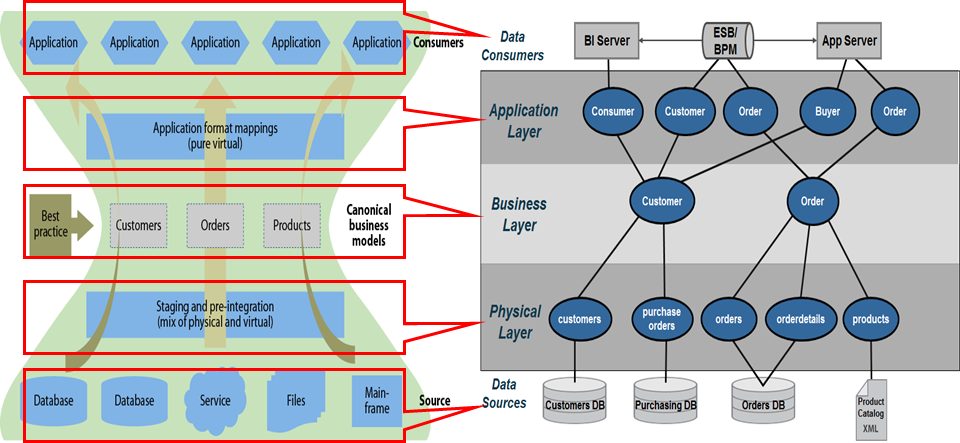 Application
Application
Application
Application
Application
Consumers
Application format mappings
(pure virtual)
Best
practice
Customers
Orders
Products
Canonical
business
models
Staging and pre-integration
(mix of physical and virtual)
Database
Database
Service
Files
Main-
frame
Source
Data
Consumers
BI Server
ESB/
BPM
App Server
Application
Layer
Consumer
Customer
Order
Buyer
Order
Business
Layer
Customer
Order
Physical
Layer
customers
purchase
orders
orders
orderdetails
products
Data
Sources
Customers DB
Purchasing DB
Orders DB
Product
Catalog
XML